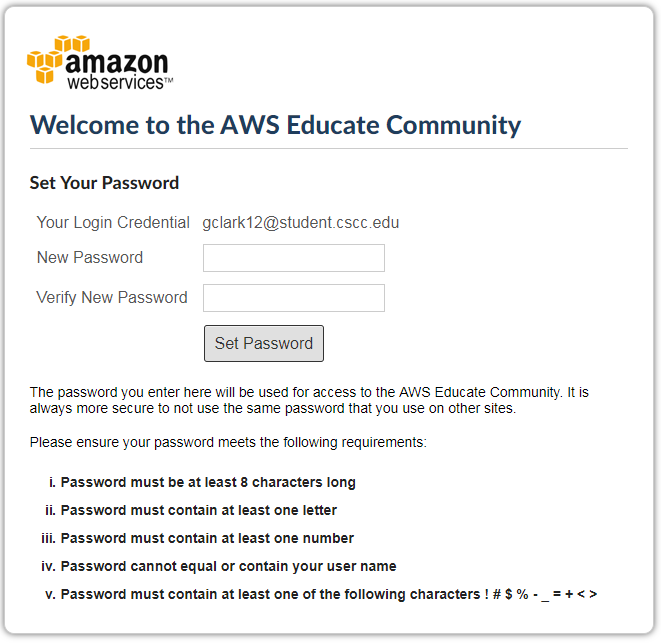 amazon
webservices™
Welcome to the AWS Educate Community
Set Your Password
Your Login Credential gclark12@student.cscc.edu
New Password
Verify New Password
Set Password
The password you enter here will be used for access to the AWS Educate Community. It is
always more secure to not use the same password that you use on other sites.
Please ensure your password meets the following requirements:
i. Password must be at least 8 characters long
ii. Password must contain at least one letter
iii. Password must contain at least one number
iv. Password cannot equal or contain your user name
v. Password must contain at least one of the following characters ! # $ % - _ = + < >